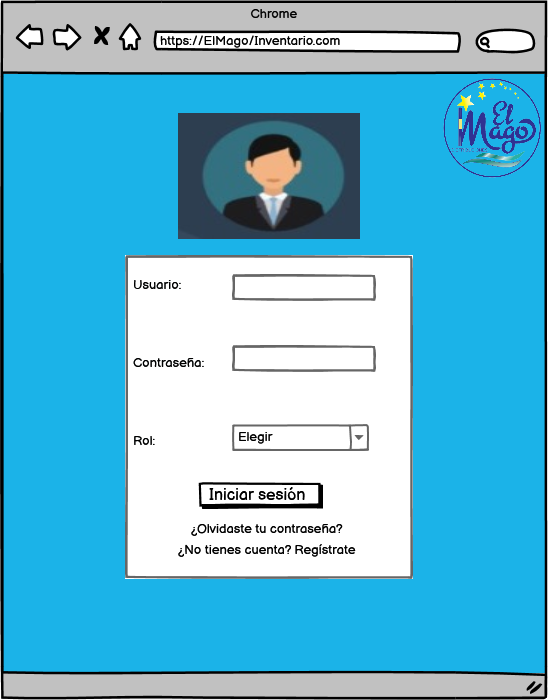 Chrome
https://ElMago/Inventario.com
El
Mago
Usuario:
Contraseña:
Rol:
Elegir
Iniciar sesión
¿Olvidaste tu contraseña?
¿No tienes cuenta? Regístrate